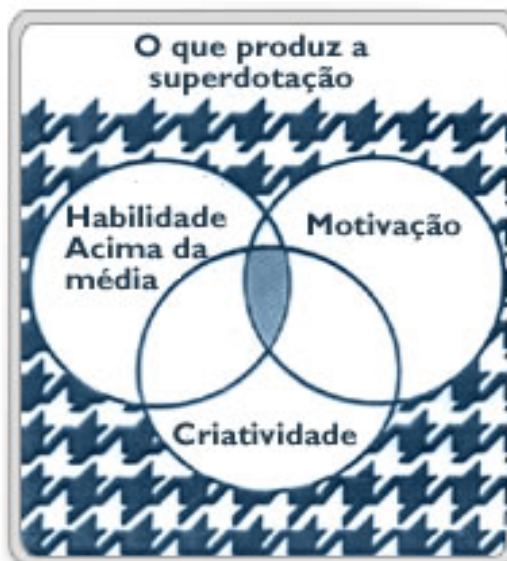 O que produz a
superdotação
Habilidade
Acima da
média
Motivação
Criatividade